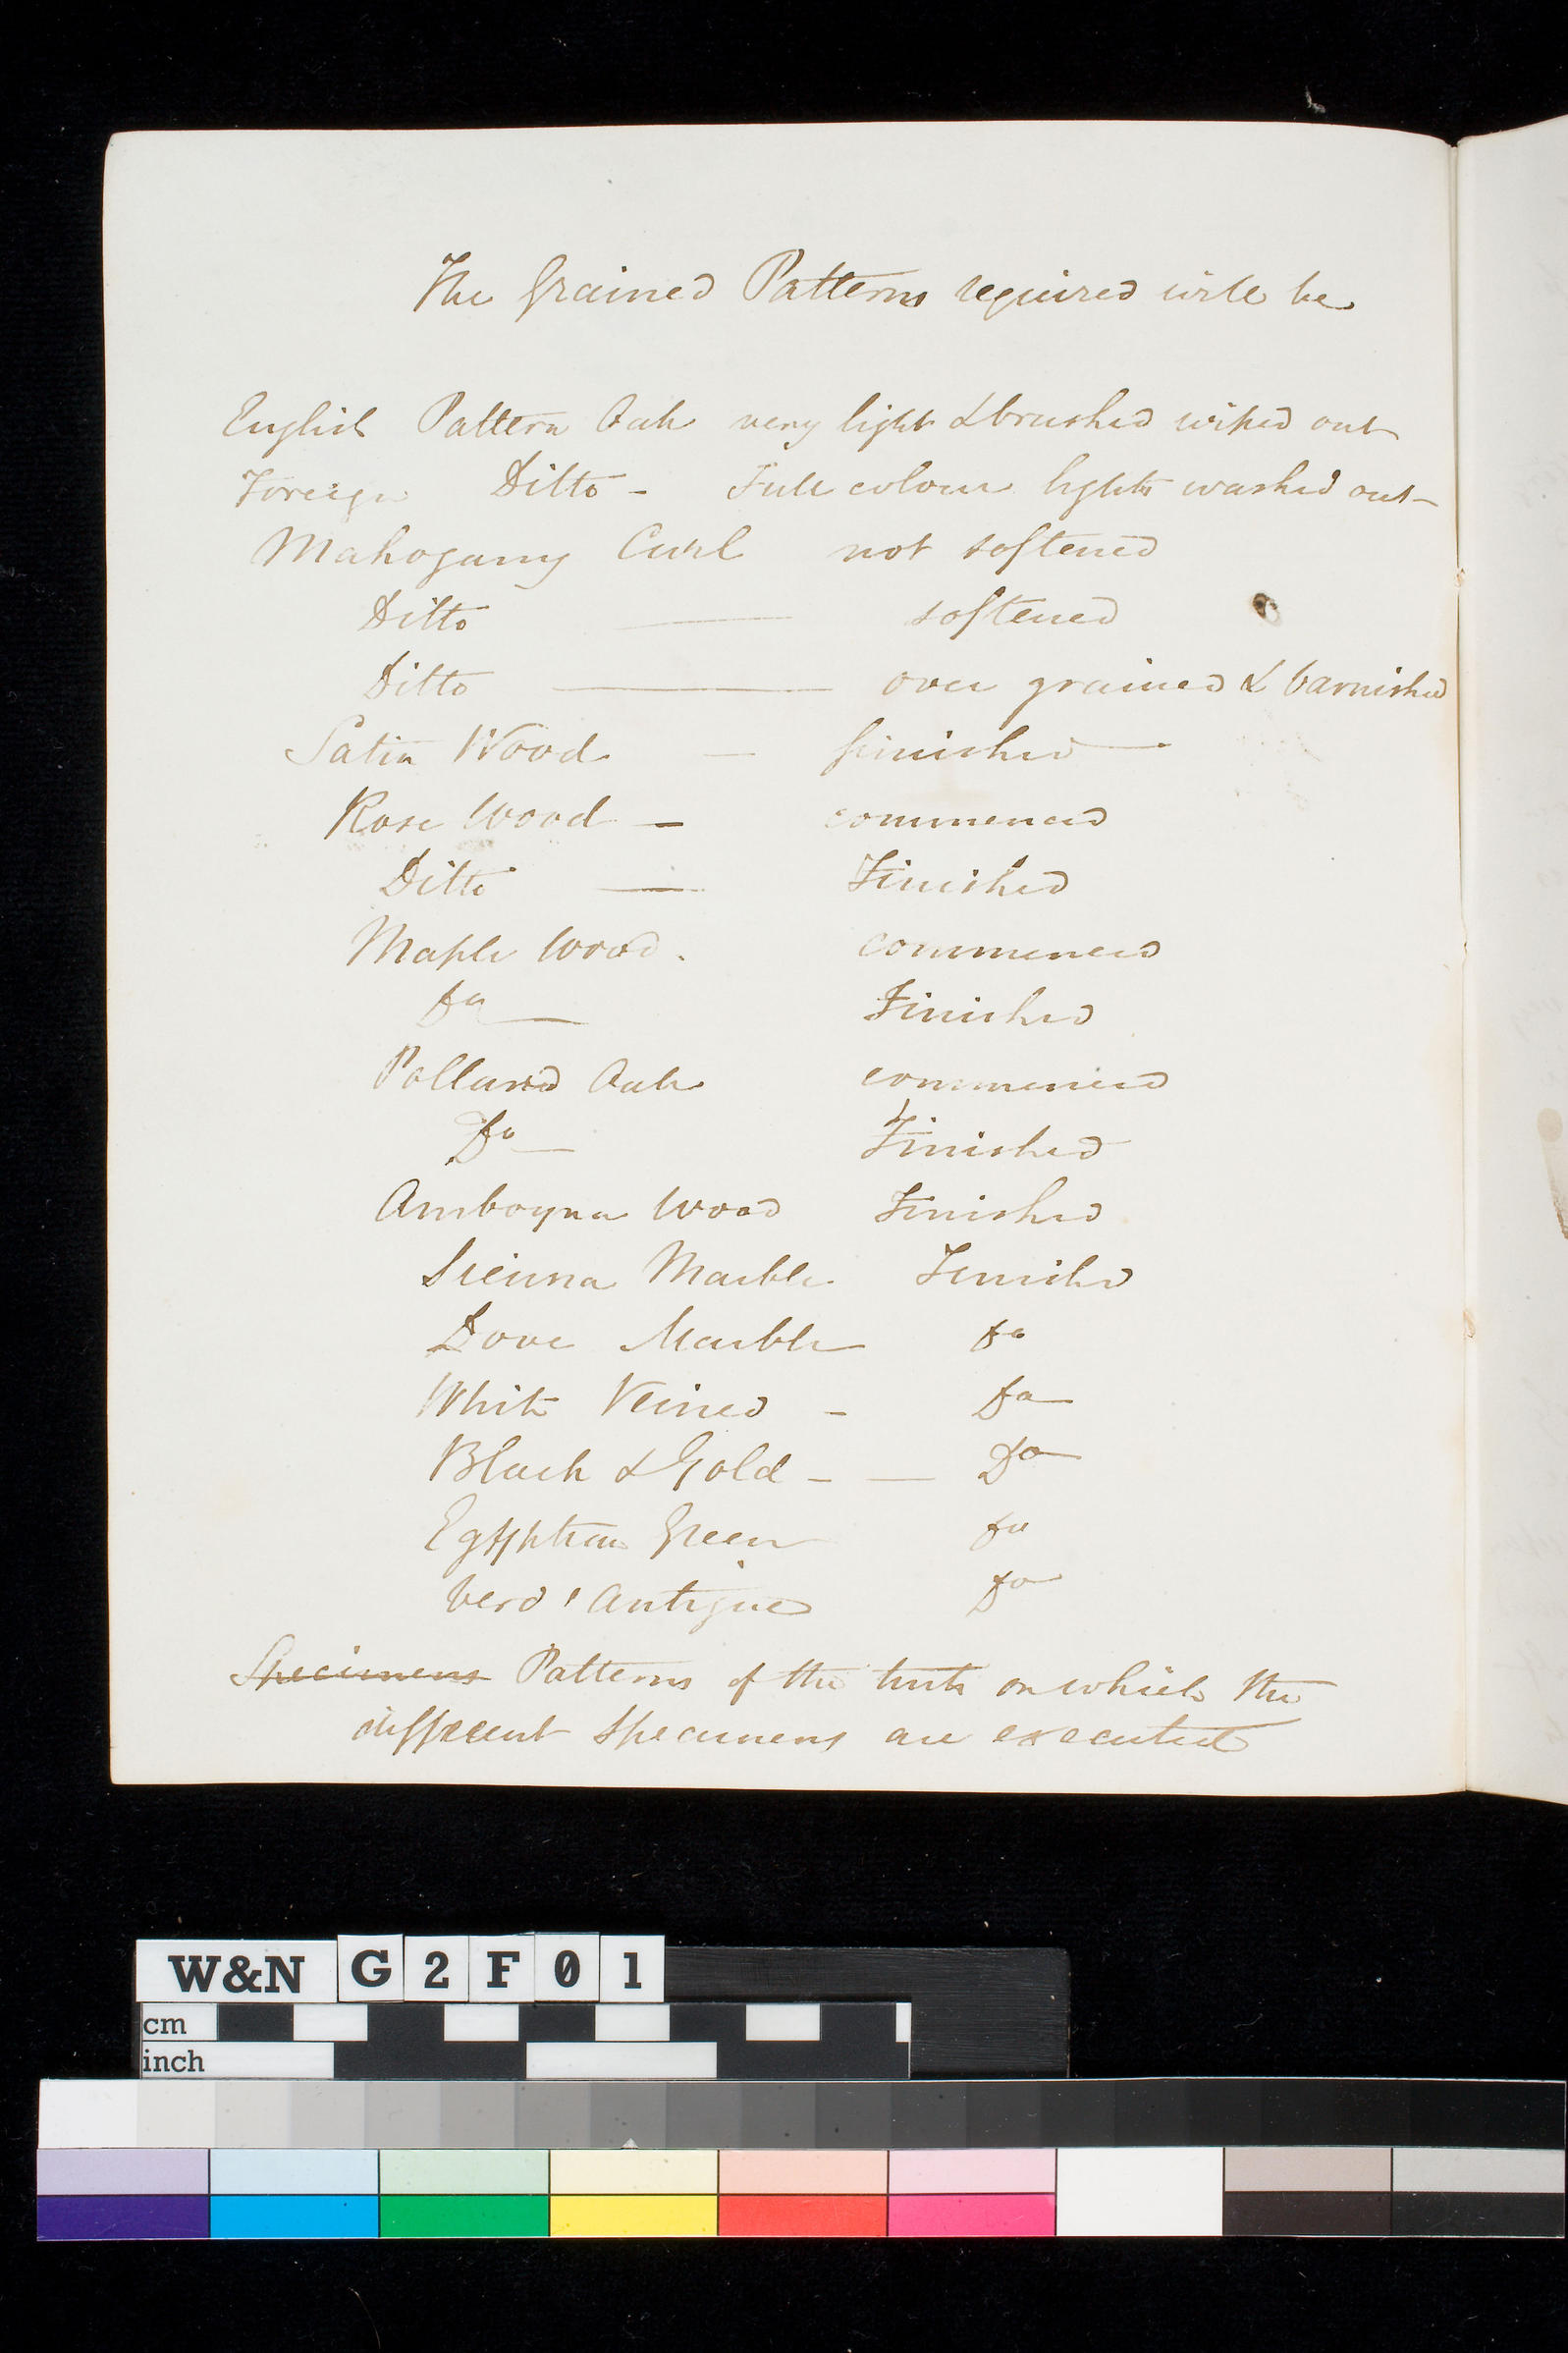 The Grained Patterns required will be
English Pattern Oak very light & brushed wiped out
Foreign Ditto - Full colour lights washed out -
Mahogany Curl not softened
Ditto — softened
Ditto — over grained & varnished
Satin Wood — finished —
Rose Wood — commenced
Ditto — Finished
Maple Wood. commenced
Do — Finished
Pollard Oak commenced
Do — Finished
Amboyna Wood Finished
Sienna Marble Finished
Dove Marble Do
White Veined - Do
Black & Gold - — Do
Egyptian Green Do
Verd'Antique Do
Specimens Patterns of the tints on which the
different specimens are executed
W&N G2F01
cm
inch